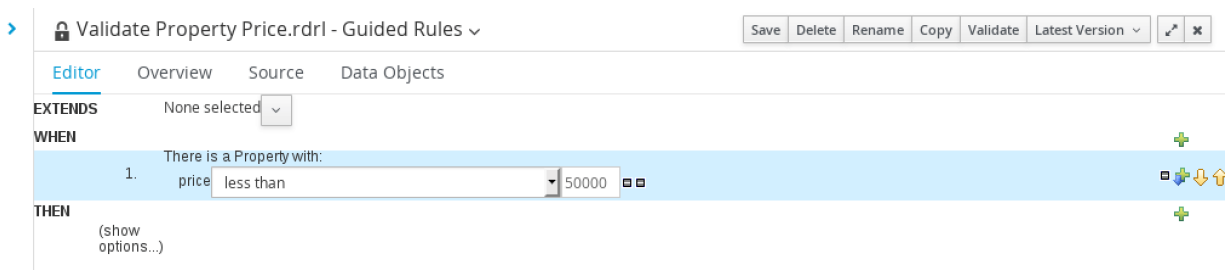 Validate Property Price.rdrl - Guided Rules
Save Delete Rename Copy Validate Latest Version
Editor Overview Source Data Objects
EXTENDS None selected
WHEN
There is a Property with:
1.
price less than 50000
THEN
(show
options...)